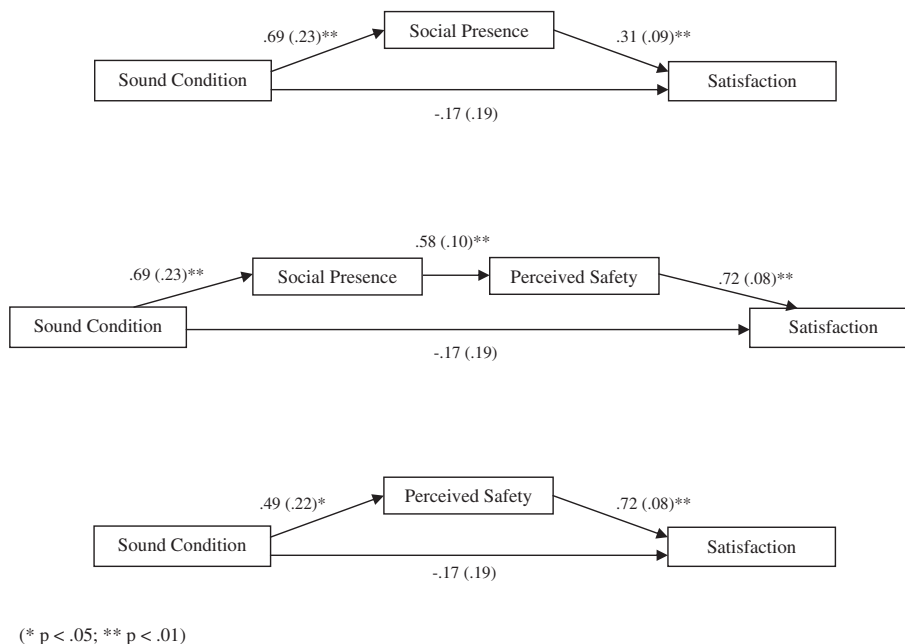 .69 (.23)**
Social Presence
.31 (.09)**
Sound Condition
Satisfaction
-.17 (.19)
.58 (.10)**
.69 (.23)**
Social Presence
Perceived Safety
.72 (.08)**
Sound Condition
Satisfaction
-.17 (.19)
.49 (.22)*
Perceived Safety
.72 (.08)**
Sound Condition
Satisfaction
-.17 (.19)
(* p < .05; ** p < .01)